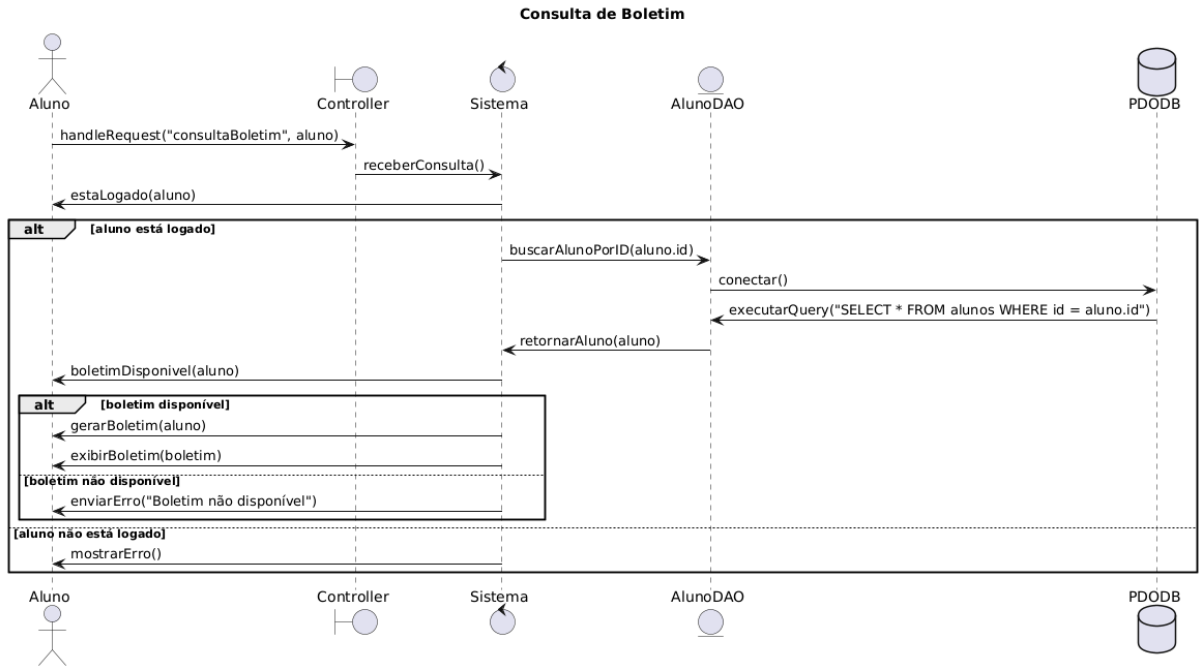 Consulta de Boletim
Aluno
Controller
Sistema
AlunoDAO
PDODB
handleRequest("consultaBoletim", aluno)
receberConsulta()
estaLogado(aluno)
alt [aluno está logado]
buscarAlunoPorID(aluno.id)
conectar()
executarQuery("SELECT * FROM alunos WHERE id = aluno.id")
retornarAluno(aluno)
boletimDisponivel(aluno)
alt [boletim disponível]
gerarBoletim(aluno)
exibirBoletim(boletim)
[boletim não disponível]
enviarErro("Boletim não disponível")
[aluno não está logado]
mostrarErro()
Aluno
Controller
Sistema
AlunoDAO
PDODB